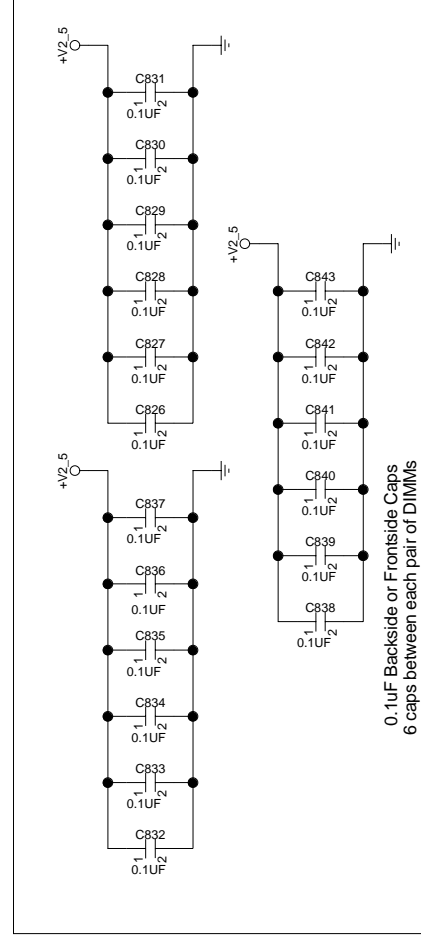 +V2_5
C831
1 2
0.1UF
C830
1 2
0.1UF
C829
1 2
0.1UF
C828
1 2
0.1UF
C827
1 2
0.1UF
C826
1 2
0.1UF
+V2_5
C837
1 2
0.1UF
C836
1 2
0.1UF
C835
1 2
0.1UF
C834
1 2
0.1UF
C833
1 2
0.1UF
C832
1 2
0.1UF
+V2_5
C843
1 2
0.1UF
C842
1 2
0.1UF
C841
1 2
0.1UF
C840
1 2
0.1UF
C839
1 2
0.1UF
C838
1 2
0.1UF
0.1uF Backside or Frontside Caps
6 caps between each pair of DIMMs